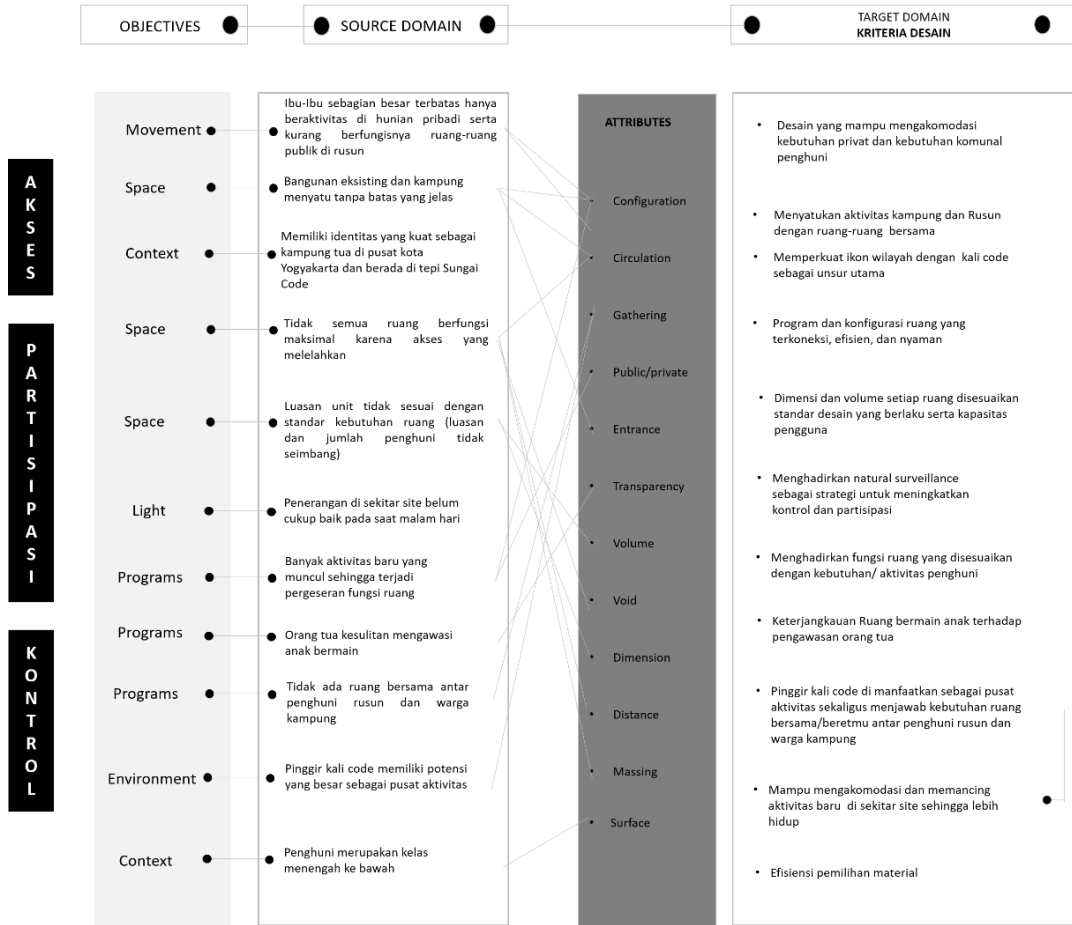 OBJECTIVES
SOURCE DOMAIN
TARGET DOMAIN
KRITERIA DESAIN
AKSES
PARTISIPASI
KONTROL
Movement
Space
Context
Space
Space
Light
Programs
Programs
Programs
Environment
Context
Ibu-Ibu sebagian besar terbatas hanya
beraktivitas di hunian pribadi serta
kurang berfungisnya ruang-ruang
publik di rusun
Bangunan eksisting dan kampung
menyatu tanpa batas yang jelas
Memiliki identitas yang kuat sebagai
kampung tua di pusat kota
Yogyakarta dan berada di tepi Sungai
Code
Tidak semua ruang berfungsi
maksimal karena akses yang
melelahkan
Luasan unit tidak sesuai dengan
standar kebutuhan ruang (luasan
dan jumlah penghuni tidak
seimbang)
Penerangan di sekitar site belum
cukup baik pada saat malam hari
Banyak aktivitas baru yang
muncul sehingga terjadi
pergeseran fungsi ruang
Orang tua kesulitan mengawasi
anak bermain
Tidak ada ruang bersama antar
penghuni rusun dan warga
kampung
Pinggir kali code memiliki potensi
yang besar sebagai pusat aktivitas
Penghuni merupakan kelas
menengah ke bawah
ATTRIBUTES
• Configuration
• Circulation
• Gathering
• Public/private
• Entrance
• Transparency
• Volume
• Void
• Dimension
• Distance
• Massing
• Surface
• Desain yang mampu mengakomodasi
kebutuhan privat dan kebutuhan komunal
penghuni
• Menyatukan aktivitas kampung dan Rusun
dengan ruang-ruang bersama
• Memperkuat ikon wilayah dengan kali code
sebagai unsur utama
• Program dan konfigurasi ruang yang
terkoneksi, efisien, dan nyaman
• Dimensi dan volume setiap ruang disesuaikan
standar desain yang berlaku serta kapasitas
pengguna
• Menghadirkan natural surveillance
sebagai strategi untuk meningkatkan
kontrol dan partisipasi
• Menghadirkan fungsi ruang yang disesuaikan
dengan kebutuhan/ aktivitas penghuni
• Keterjangkauan Ruang bermain anak terhadap
pengawasan orang tua
• Pinggir kali code di manfaatkan sebagai pusat
aktivitas sekaligus menjawab kebutuhan ruang
bersama/beretmu antar penghuni rusun dan
warga kampung
• Mampu mengakomodasi dan memancing
aktivitas baru di sekitar site sehingga lebih
hidup
• Efisiensi pemilihan material